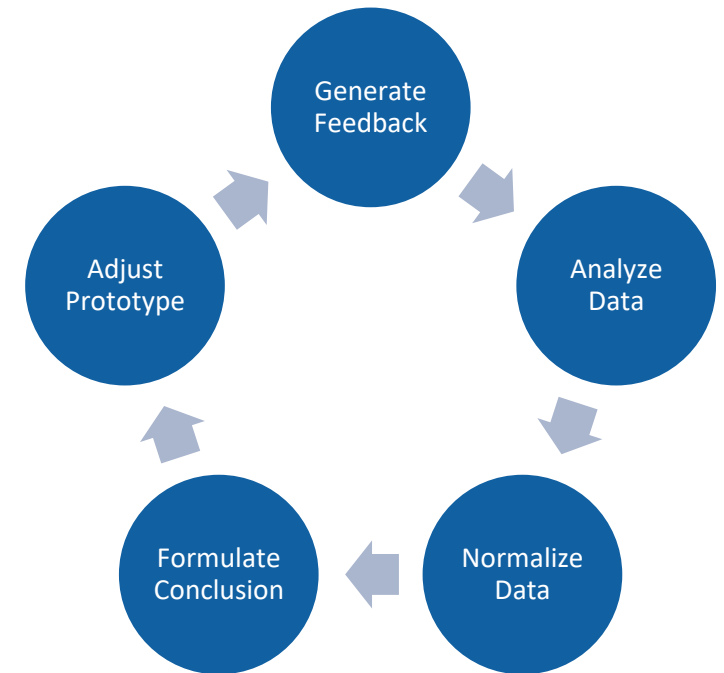 Generate
Feedback
Analyze
Data
Normalize
Data
Formulate
Conclusion
Adjust
Prototype